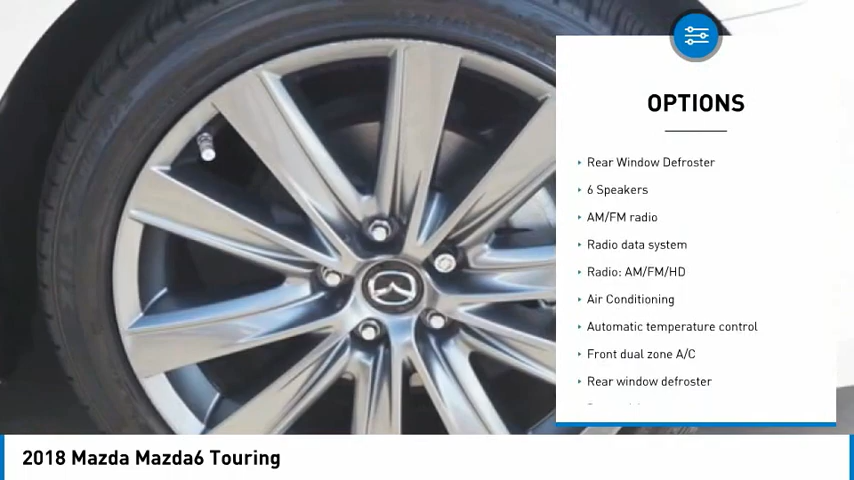 OPTIONS
Rear Window Defroster
6 Speakers
AM/FM radio
Radio data system
Radio: AM/FM/HD
Air Conditioning
Automatic temperature control
Front dual zone A/C
Rear window defroster
2018 Mazda Mazda6 Touring